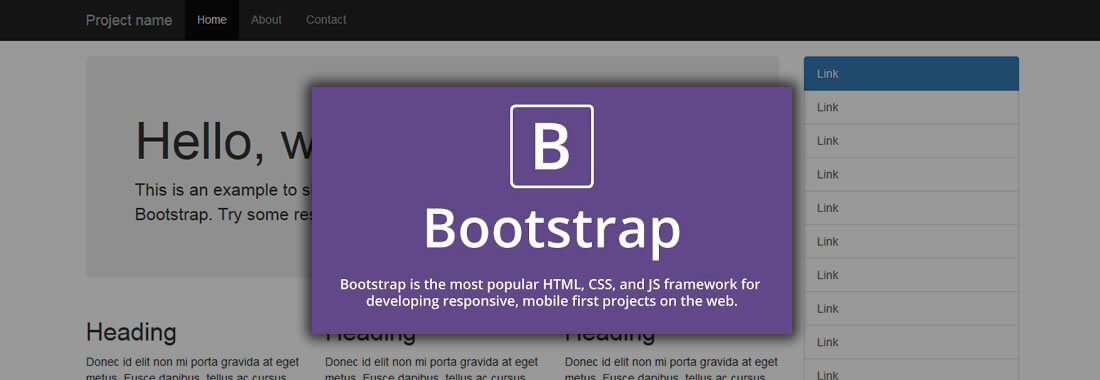 Project name Home About Contact
Hello, w
This is an example to s
Bootstrap. Try some res
B
Bootstrap
Bootstrap is the most popular HTML, CSS, and JS framework for
developing responsive, mobile first projects on the web.
Heading Heading Heading
Donec id elit non mi porta gravida at eget Donec id elit non mi porta gravida at eget Donec id elit non mi porta gravida at eget
metus. Fusce dapibus, tellus ac cursus metus. Fusce dapibus, tellus ac cursus metus. Fusce dapibus, tellus ac cursus
Link
Link
Link
Link
Link
Link
Link
Link
Link
Link